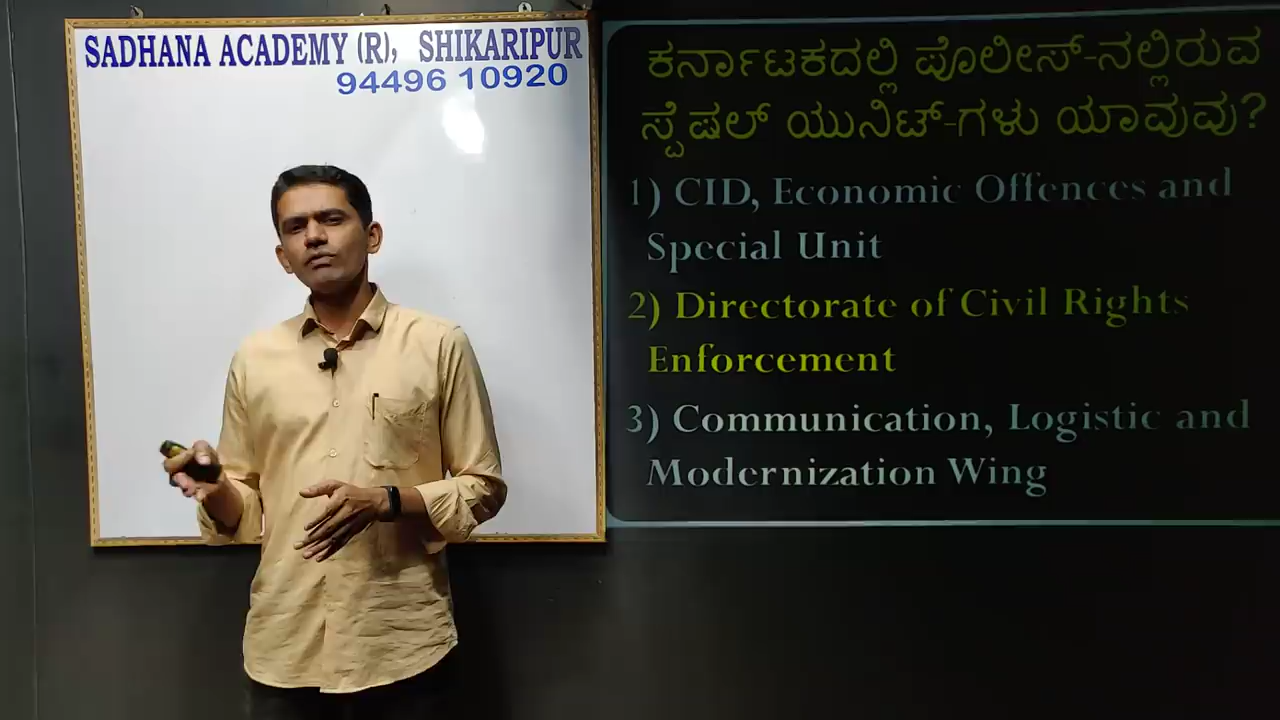 SADHANA ACADEMY (R), SHIKARIPUR
94496 10920
ಕರ್ನಾಟಕದಲ್ಲಿ ಪೊಲೀಸ್-ನಲ್ಲಿರುವ
ಸ್ಪೆಷಲ್ ಯುನಿಟ್-ಗಳು ಯಾವುವು?
1) CID, Economic Offences and
Special Unit
2) Directorate of Civil Rights
Enforcement
3) Communication, Logistic and
Modernization Wing